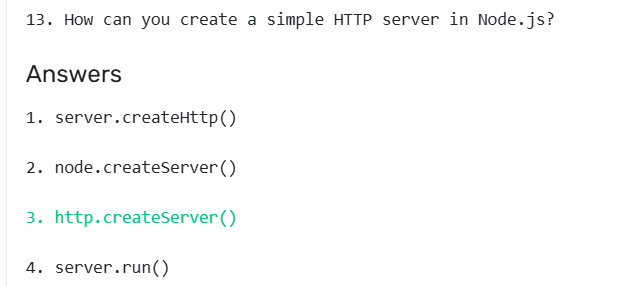 13. How can you create a simple HTTP server in Node.js?
Answers
1. server.createHttp()
2. node.createServer()
3. http.createServer()
4. server.run()